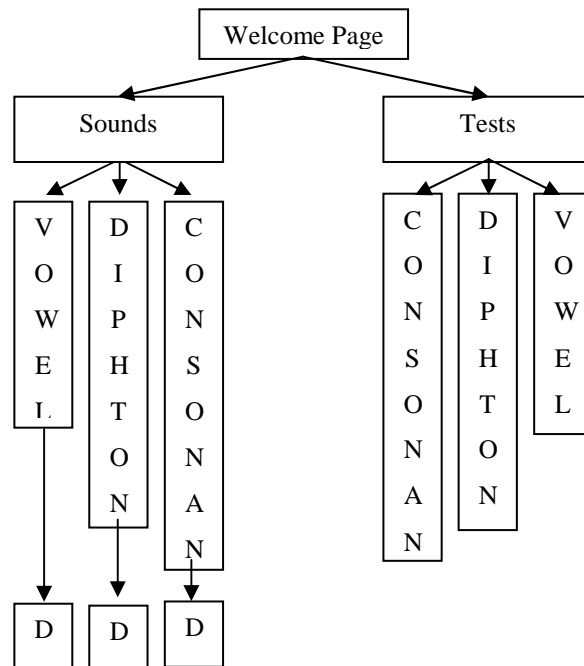 Welcome Page
Sounds
Tests
VOWEL
DIPHTON
CONSONAN
CONSONAN
DIPHTON
VOWEL
D
D
D